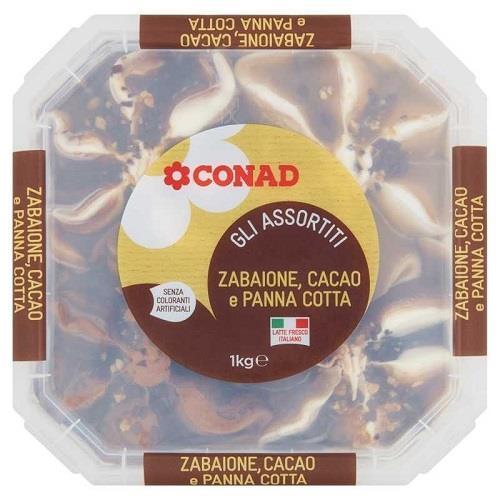 ZABAIONE, CACAO
e PANNA COTTA
CONAD
GLI ASSORTITI
ZABAIONE, CACAO
e PANNA COTTA
SENZA
COLORANTI
ARTIFICIALI
LATTE FRESCO
ITALIANO
1kg℮
ZABAIONE, CACAO
e PANNA COTTA
ZABAIONE, CACAO
e PANNA COTTA
ZABAIONE, CACAO
e PANNA COTTA